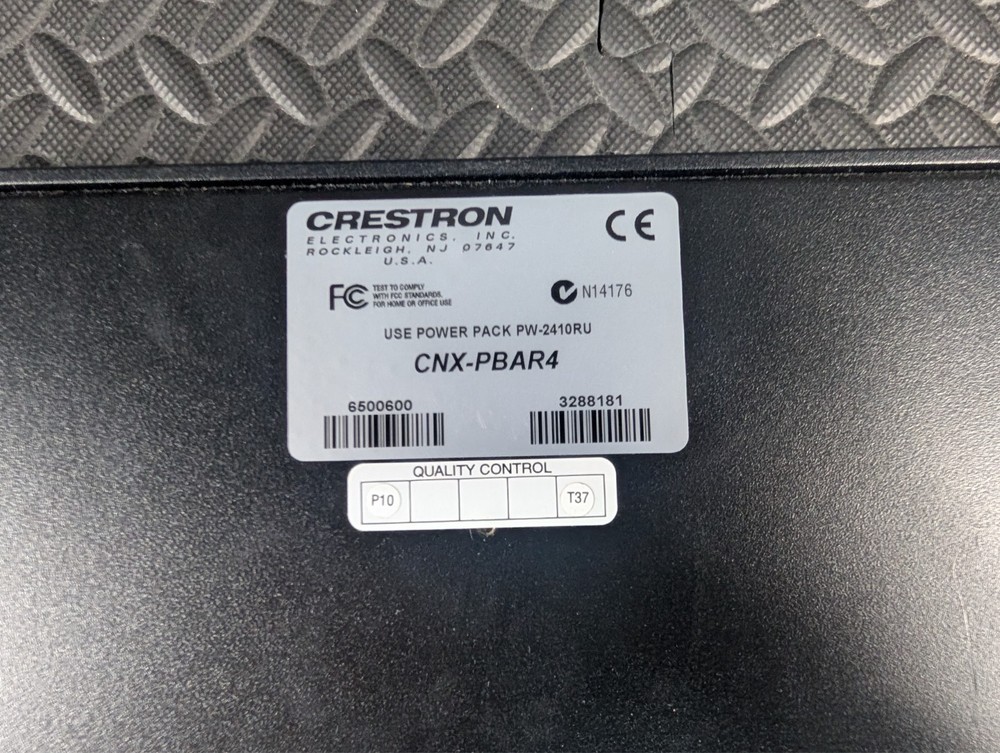 CRESTRON
ELECTRONICS, INC.
ROCKLEIGH, NJ 07647
U.S.A.
CE
FC TEST TO COMPLY
WITH FCC STANDARDS.
FOR HOME OR OFFICE USE
N14176
USE POWER PACK PW-2410RU
CNX-PBAR4
6500600
3288181
QUALITY CONTROL
P10
T37